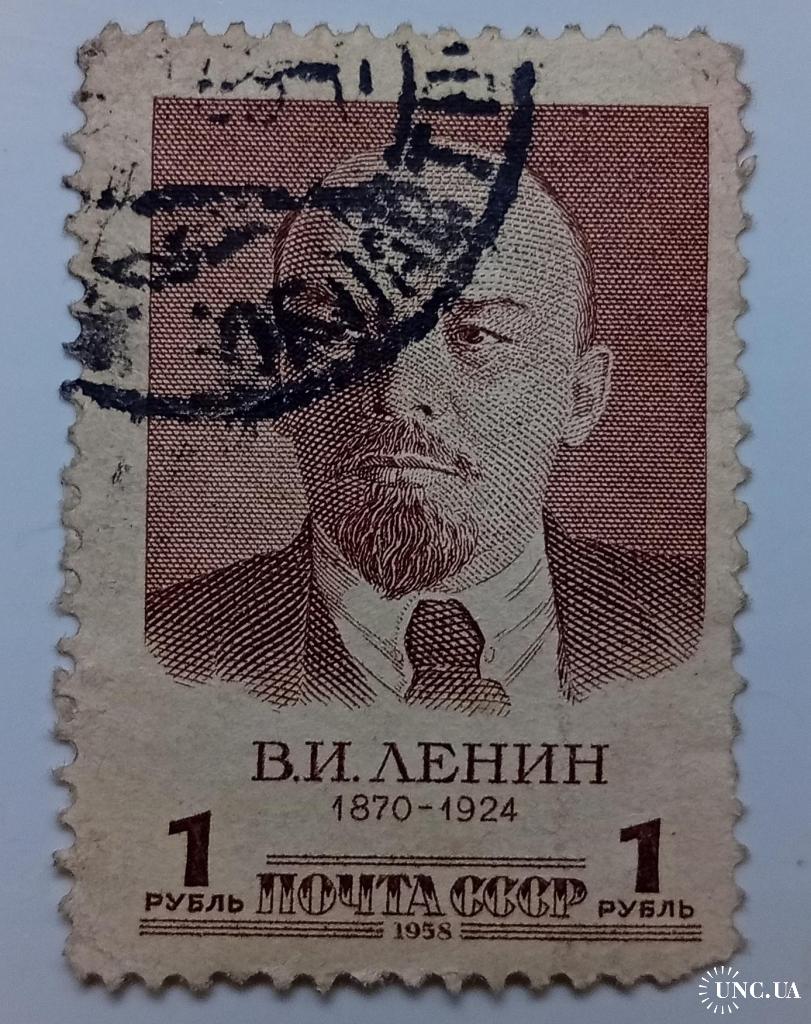 В.И. ЛЕНИН
1870-1924
1 1
РУБЛЬ ПОЧТА СССР РУБЛЬ
1958
UNC.UA